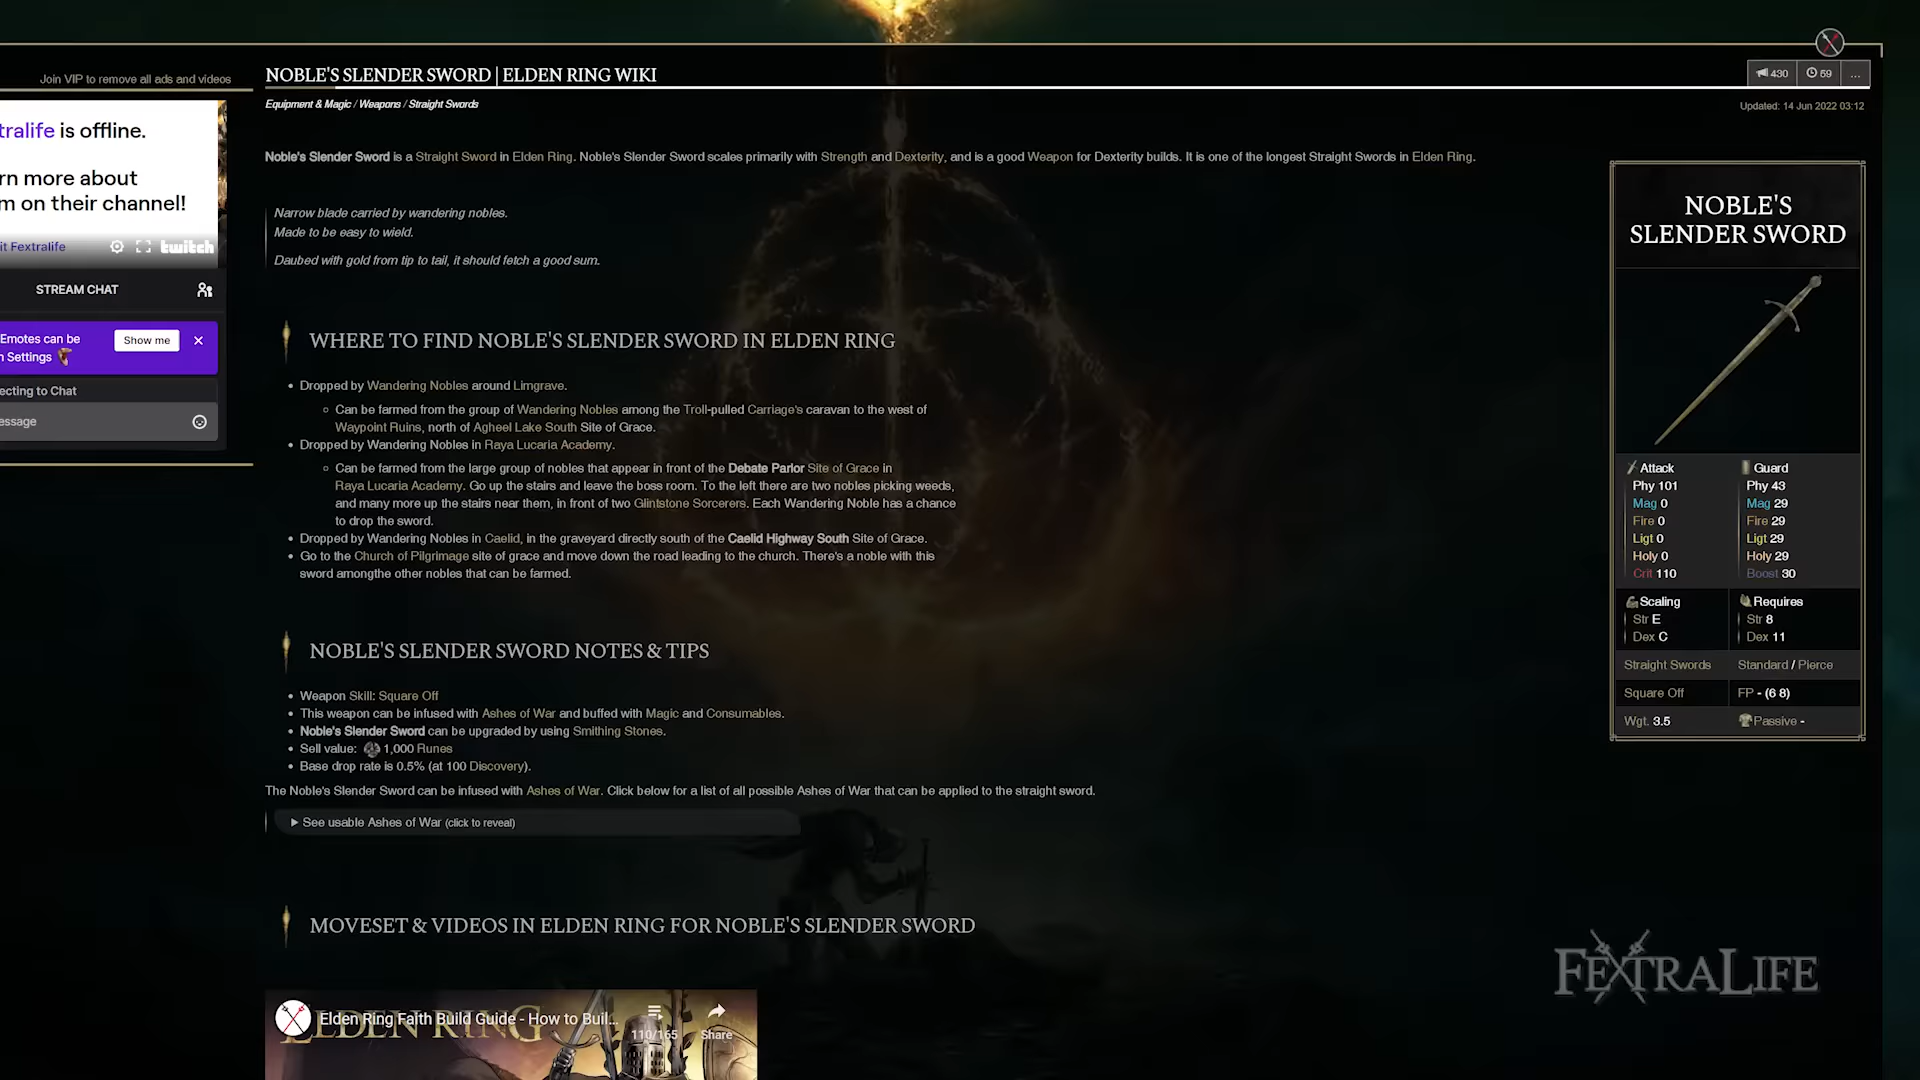 Join VIP to remove all ads and videos
tralife is offline.
rn more about
m on their channel!
it Fextralife
twitch
STREAM CHAT
Emotes can be
n Settings
Show me
ecting to Chat
essage
NOBLE'S SLENDER SWORD | ELDEN RING WIKI
430
59
...
Equipment & Magic / Weapons / Straight Swords
Updated: 14 Jun 2022 03:12
Noble's Slender Sword is a Straight Sword in Elden Ring. Noble's Slender Sword scales primarily with Strength and Dexterity, and is a good Weapon for Dexterity builds. It is one of the longest Straight Swords in Elden Ring.
Narrow blade carried by wandering nobles.
Made to be easy to wield.
Daubed with gold from tip to tail, it should fetch a good sum.
WHERE TO FIND NOBLE'S SLENDER SWORD IN ELDEN RING
• Dropped by Wandering Nobles around Limgrave.
○ Can be farmed from the group of Wandering Nobles among the Troll-pulled Carriage's caravan to the west of
Waypoint Ruins, north of Agheel Lake South Site of Grace.
• Dropped by Wandering Nobles in Raya Lucaria Academy.
○ Can be farmed from the large group of nobles that appear in front of the Debate Parlor Site of Grace in
Raya Lucaria Academy. Go up the stairs and leave the boss room. To the left there are two nobles picking weeds,
and many more up the stairs near them, in front of two Glintstone Sorcerers. Each Wandering Noble has a chance
to drop the sword.
• Dropped by Wandering Nobles in Caelid, in the graveyard directly south of the Caelid Highway South Site of Grace.
• Go to the Church of Pilgrimage site of grace and move down the road leading to the church. There's a noble with this
sword amongthe other nobles that can be farmed.
NOBLE'S SLENDER SWORD NOTES & TIPS
• Weapon Skill: Square Off
• This weapon can be infused with Ashes of War and buffed with Magic and Consumables.
• Noble's Slender Sword can be upgraded by using Smithing Stones.
• Sell value: 1,000 Runes
• Base drop rate is 0.5% (at 100 Discovery).
The Noble's Slender Sword can be infused with Ashes of War. Click below for a list of all possible Ashes of War that can be applied to the straight sword.
► See usable Ashes of War (click to reveal)
MOVESET & VIDEOS IN ELDEN RING FOR NOBLE'S SLENDER SWORD
Elden Ring Faith Build Guide - How to Buil...
ELDEN RING
110/165
Share
NOBLE'S
SLENDER SWORD
Attack Guard
Phy 101 Phy 43
Mag 0 Mag 29
Fire 0 Fire 29
Ligt 0 Ligt 29
Holy 0 Holy 29
Crit 110 Boost 30
Scaling Requires
Str E Str 8
Dex C Dex 11
Straight Swords Standard / Pierce
Square Off FP - (6 8)
Wgt. 3.5 Passive -
FEXTRALIFE